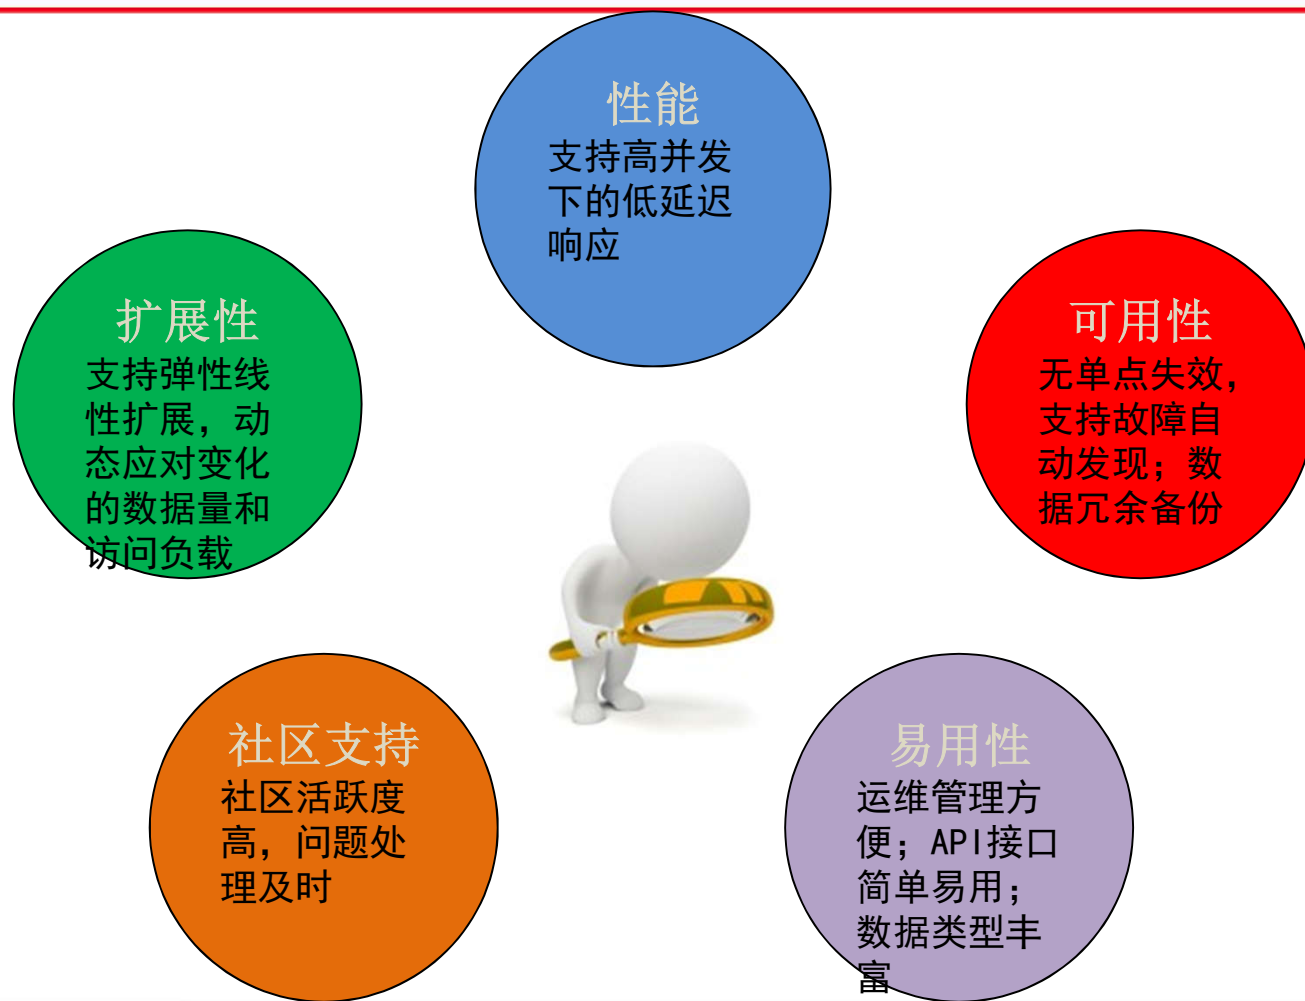 性能
支持高并发
下的低延迟
响应
扩展性
支持弹性线
性扩展，动
态应对变化
的数据量和
访问负载
可用性
无单点失效，
支持故障自
动发现；数
据冗余备份
社区支持
社区活跃度
高，问题处
理及时
易用性
运维管理方
便；API接口
简单易用；
数据类型丰
富